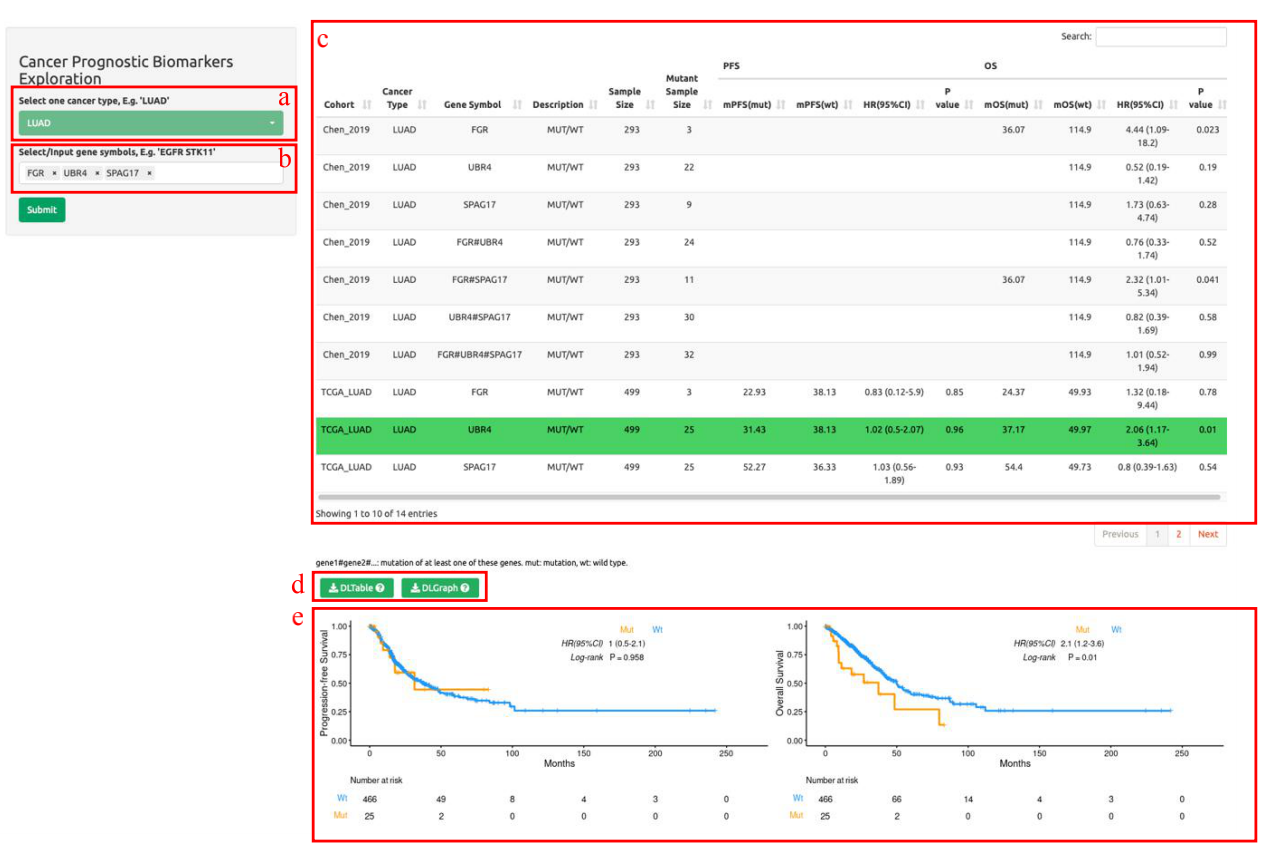 Cancer Prognostic Biomarkers
Exploration
Select one cancer type, E.g. 'LUAD'
a
LUAD
Select/Input gene symbols, E.g. 'EGFR STK11'
b
FGR × UBR4 × SPAG17 ×
Submit
c
Search:
PFS OS
Cohort Cancer Type Gene Symbol Description Sample Size Mutant Sample Size mPFS(mut) mPFS(wt) HR(95%CI) P value mOS(mut) mOS(wt) HR(95%CI) P value
Chen_2019 LUAD FGR MUT/WT 293 3 36.07 114.9 4.44 (1.09-18.2) 0.023
Chen_2019 LUAD UBR4 MUT/WT 293 22 114.9 0.52 (0.19-1.42) 0.19
Chen_2019 LUAD SPAG17 MUT/WT 293 9 114.9 1.73 (0.63-4.74) 0.28
Chen_2019 LUAD FGR#UBR4 MUT/WT 293 24 114.9 0.76 (0.33-1.74) 0.52
Chen_2019 LUAD FGR#SPAG17 MUT/WT 293 11 36.07 114.9 2.32 (1.01-5.34) 0.041
Chen_2019 LUAD UBR4#SPAG17 MUT/WT 293 30 114.9 0.82 (0.39-1.69) 0.58
Chen_2019 LUAD FGR#UBR4#SPAG17 MUT/WT 293 32 114.9 1.01 (0.52-1.94) 0.99
TCGA_LUAD LUAD FGR MUT/WT 499 3 22.93 38.13 0.83 (0.12-5.9) 0.85 24.37 49.93 1.32 (0.18-9.44) 0.78
TCGA_LUAD LUAD UBR4 MUT/WT 499 25 31.43 38.13 1.02 (0.5-2.07) 0.96 37.17 49.97 2.06 (1.17-3.64) 0.01
TCGA_LUAD LUAD SPAG17 MUT/WT 499 25 52.27 36.33 1.03 (0.56-1.89) 0.93 54.4 49.73 0.8 (0.39-1.63) 0.54
Showing 1 to 10 of 14 entries
Previous 1 2 Next
gene1#gene2#...: mutation of at least one of these genes. mut: mutation, wt: wild type.
d
DLTable ? DLGraph ?
e
Progression-free Survival
1.00
0.75
0.50
0.25
0.00
Mut Wt
HR(95%CI) 1 (0.5-2.1)
Log-rank P = 0.958
0 50 100 150 200 250
Months
Number at risk
Wt 466 49 8 4 3 0
Mut 25 2 0 0 0 0
Overall Survival
1.00
0.75
0.50
0.25
0.00
Mut Wt
HR(95%CI) 2.1 (1.2-3.6)
Log-rank P = 0.01
0 50 100 150 200 250
Months
Number at risk
Wt 466 66 14 4 3 0
Mut 25 2 0 0 0 0